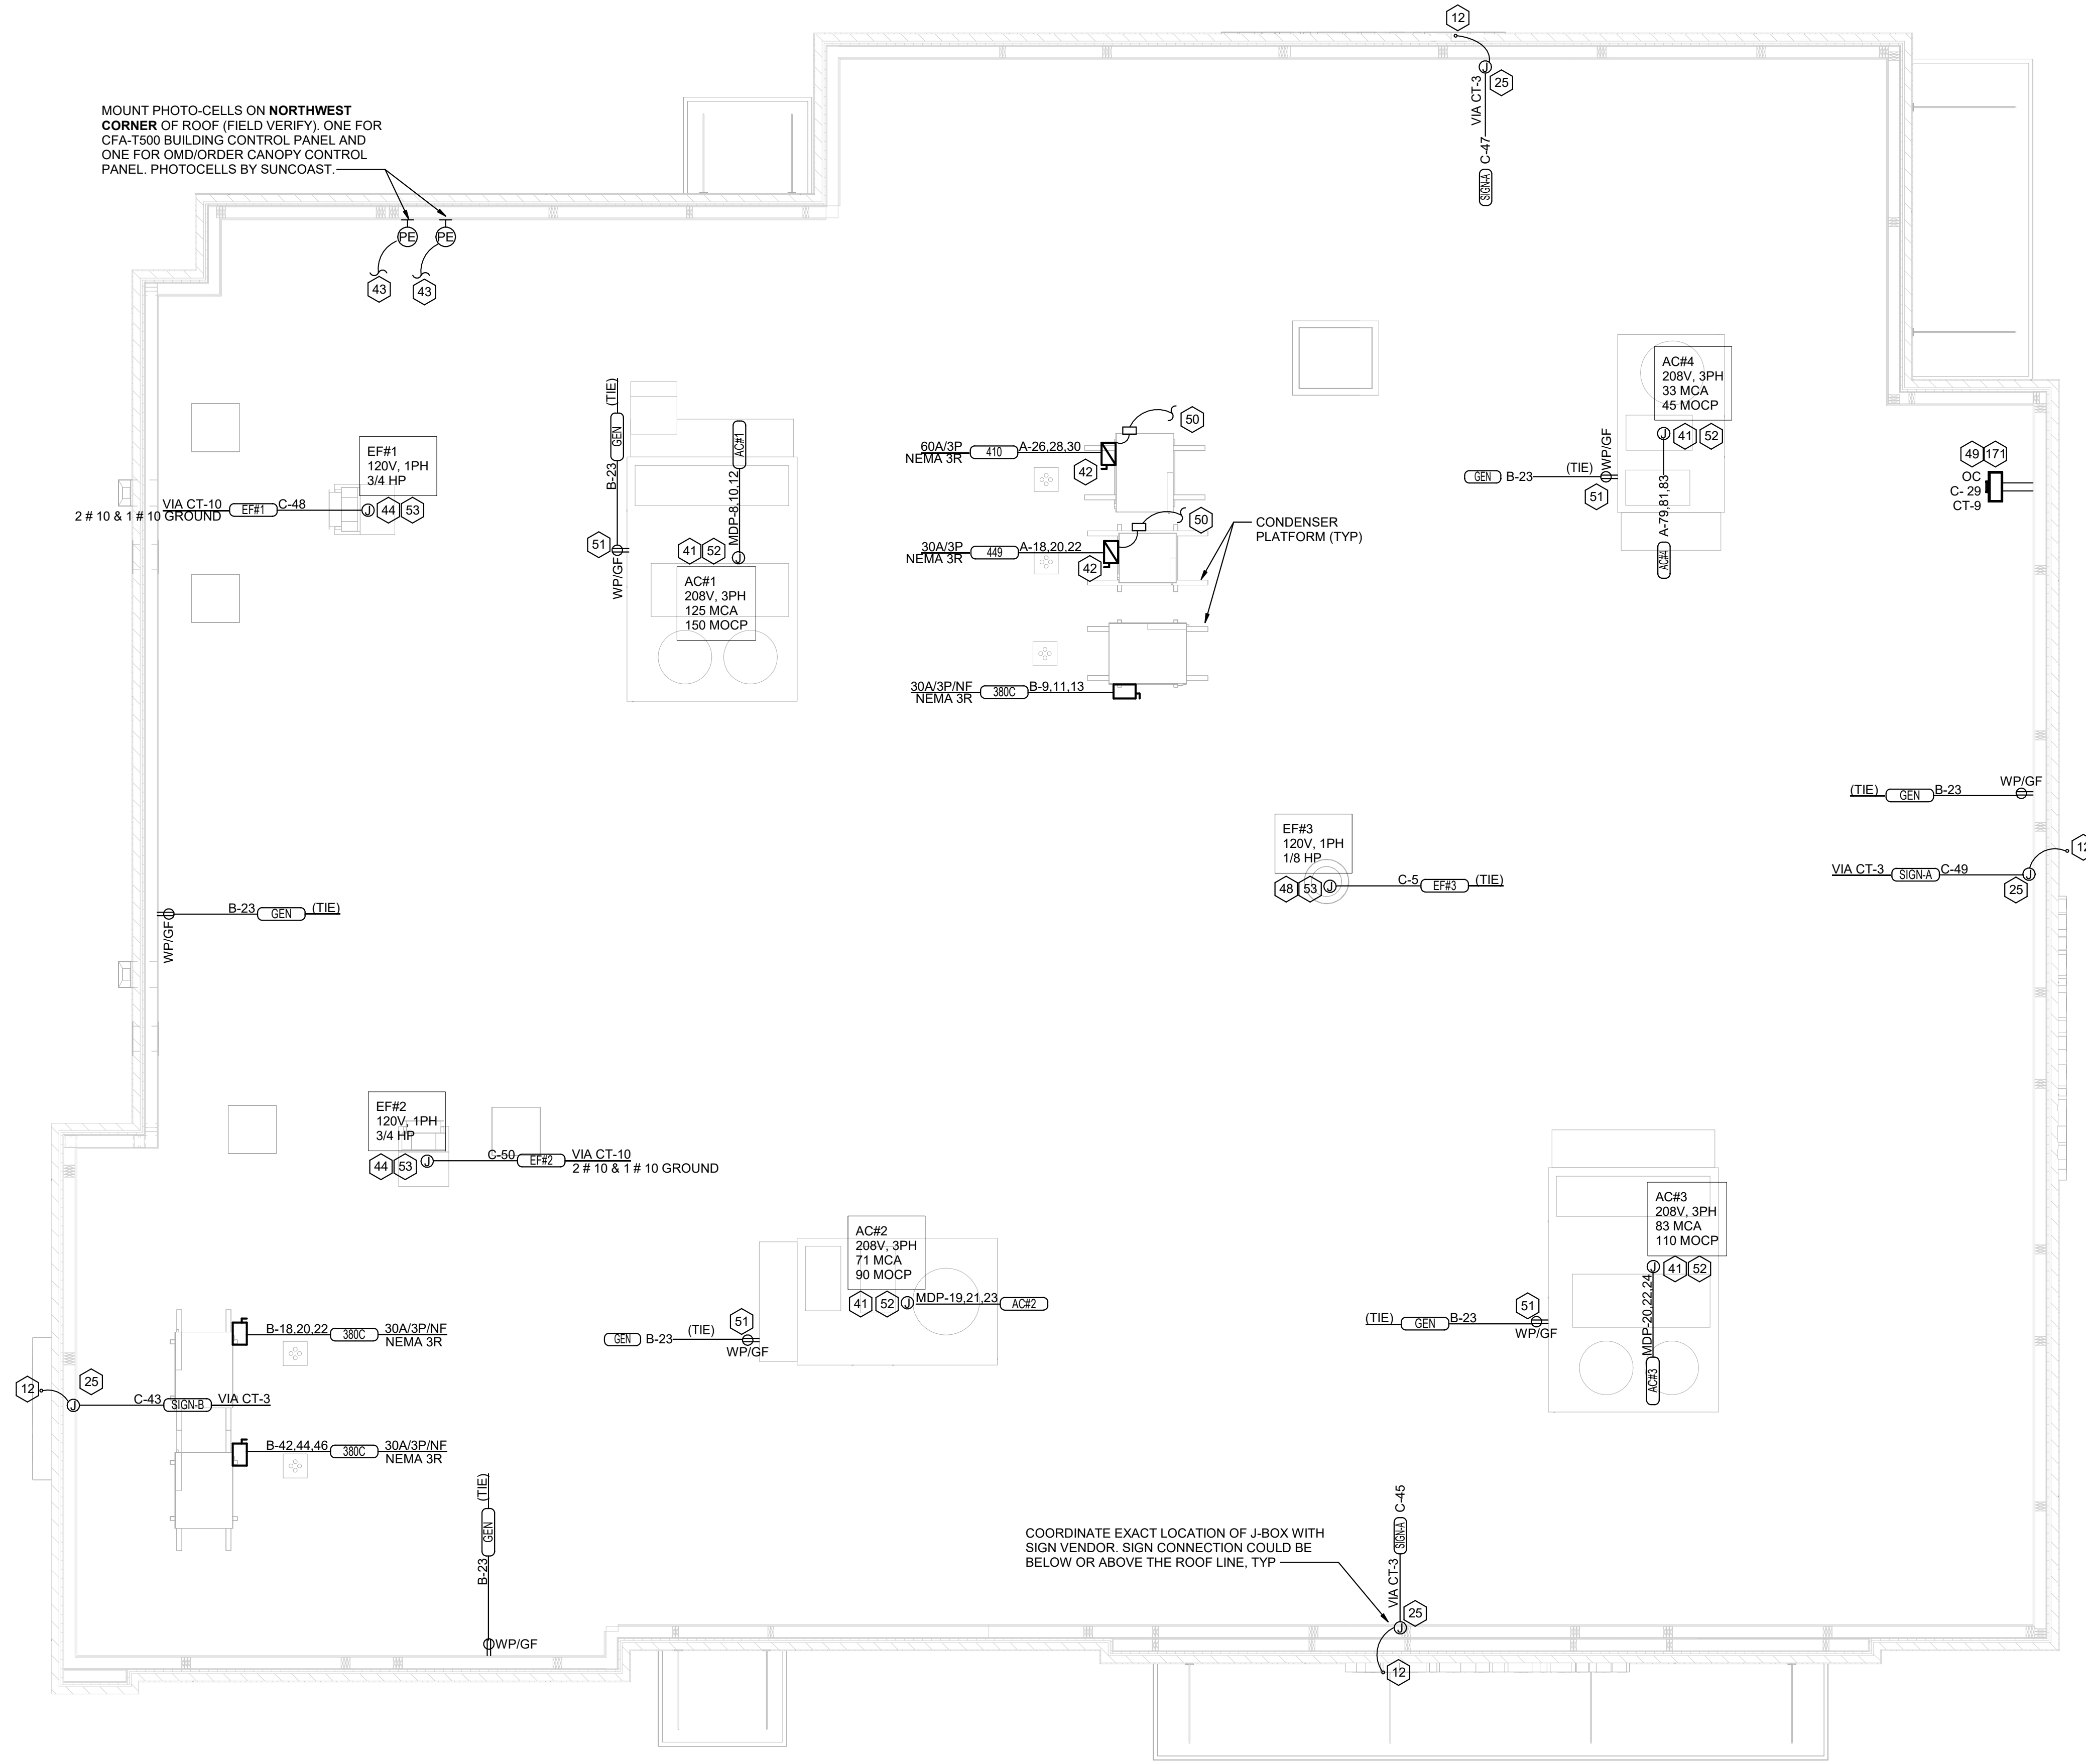 12
25
VIA CT-3
C-47
SIGN-A
MOUNT PHOTO-CELLS ON NORTHWEST
CORNER OF ROOF (FIELD VERIFY). ONE FOR
CFA-T500 BUILDING CONTROL PANEL AND
ONE FOR OMD/ORDER CANOPY CONTROL
PANEL. PHOTOCELLS BY SUNCOAST.
PE
PE
43
43
J
EF#1
120V, 1PH
3/4 HP
VIA CT-10
2 # 10 & 1 # 10 GROUND
EF#1
C-48
J
44
53
(TIE)
GEN
B-23
51
WP/GF
AC#1
MDP-8,10,12
41
52
J
AC#1
208V, 3PH
125 MCA
150 MOCP
60A/3P
NEMA 3R
410
A-26,28,30
42
50
30A/3P
NEMA 3R
449
A-18,20,22
42
50
CONDENSER
PLATFORM (TYP)
30A/3P/NF
NEMA 3R
380C
B-9,11,13
AC#4
208V, 3PH
33 MCA
45 MOCP
J
41
52
A-79,81,83
AC#4
GEN
B-23
(TIE)
WP/GF
51
49
171
OC
C- 29
CT-9
(TIE)
GEN
B-23
WP/GF
VIA CT-3
SIGN-A
C-49
J
25
12
EF#3
120V, 1PH
1/8 HP
48
53
J
C-5
EF#3
(TIE)
B-23
GEN
(TIE)
WP/GF
EF#2
120V, 1PH
3/4 HP
44
53
J
C-50
EF#2
VIA CT-10
2 # 10 & 1 # 10 GROUND
AC#2
208V, 3PH
71 MCA
90 MOCP
41
52
J
MDP-19,21,23
AC#2
GEN
B-23
(TIE)
51
WP/GF
AC#3
208V, 3PH
83 MCA
110 MOCP
J
41
52
MDP-20,22,24
AC#3
(TIE)
GEN
B-23
51
WP/GF
B-18,20,22
380C
30A/3P/NF
NEMA 3R
12
25
J
C-43
SIGN-B
VIA CT-3
B-42,44,46
380C
30A/3P/NF
NEMA 3R
(TIE)
GEN
B-23
WP/GF
COORDINATE EXACT LOCATION OF J-BOX WITH
SIGN VENDOR. SIGN CONNECTION COULD BE
BELOW OR ABOVE THE ROOF LINE, TYP
C-45
SIGN-A
VIA CT-3
25
J
12